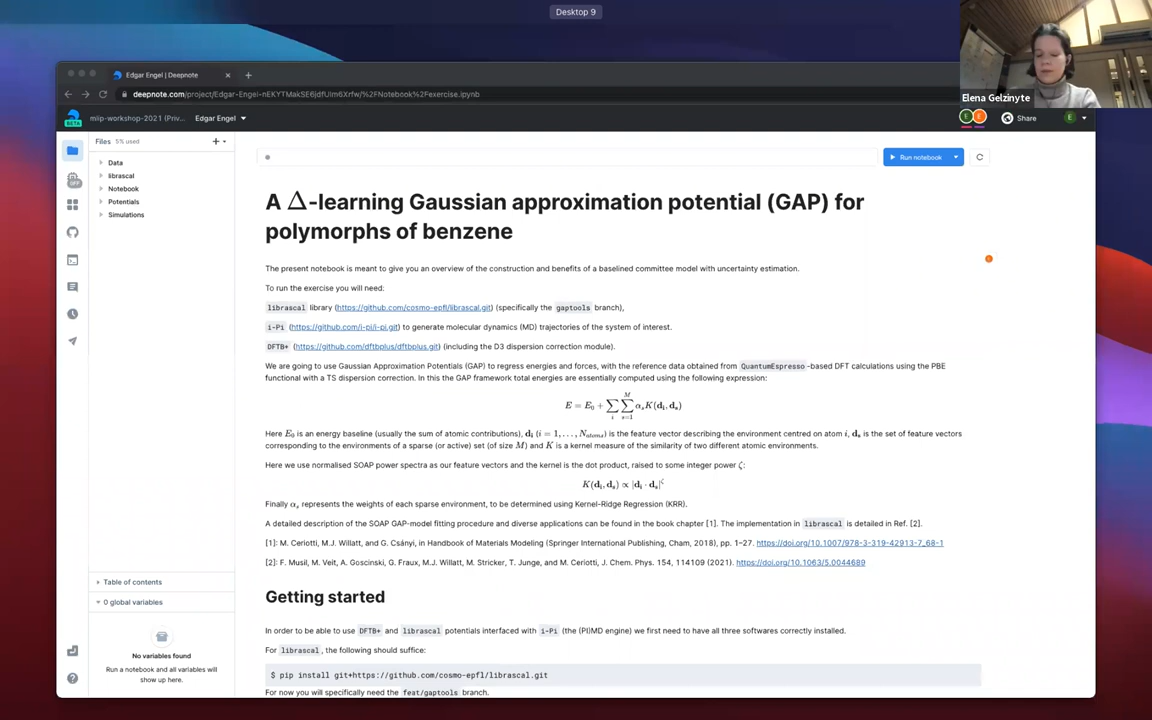 Desktop 9
Elena Gelzinyte
Edgar Engel | Deepnote
deepnote.com/project/Edgar-Engel-nEKYTMakSE6jdfUIm6Xrfw/%2FNotebook%2Fexercise.ipynb
BETA
mlip-workshop-2021 (Priv...
Edgar Engel
Share
E
Files 5% used
Data
librascal
Notebook
Potentials
Simulations
OFF
Run notebook
A Δ-learning Gaussian approximation potential (GAP) for
polymorphs of benzene
The present notebook is meant to give you an overview of the construction and benefits of a baselined committee model with uncertainty estimation.
To run the exercise you will need:
librascal library (https://github.com/cosmo-epfl/librascal.git) (specifically the gaptools branch),
i-Pi (https://github.com/i-pi/i-pi.git) to generate molecular dynamics (MD) trajectories of the system of interest.
DFTB+ (https://github.com/dftbplus/dftbplus.git) (including the D3 dispersion correction module).
We are going to use Gaussian Approximation Potentials (GAP) to regress energies and forces, with the reference data obtained from QuantumEspresso-based DFT calculations using the PBE
functional with a TS dispersion correction. In this the GAP framework total energies are essentially computed using the following expression:
E = E₀ + ∑_i ∑_{s=1}^{M} α_s K(d_i, d_s)
Here E₀ is an energy baseline (usually the sum of atomic contributions), d_i (i = 1, . . . , N_atoms) is the feature vector describing the environment centred on atom i, d_s is the set of feature vectors
corresponding to the environments of a sparse (or active) set (of size M) and K is a kernel measure of the similarity of two different atomic environments.
Here we use normalised SOAP power spectra as our feature vectors and the kernel is the dot product, raised to some integer power ζ:
K(d_i, d_s) ∝ |d_i · d_s|^ζ
Finally α_s represents the weights of each sparse environment, to be determined using Kernel-Ridge Regression (KRR).
A detailed description of the SOAP GAP-model fitting procedure and diverse applications can be found in the book chapter [1]. The implementation in librascal is detailed in Ref. [2].
[1]: M. Ceriotti, M.J. Willatt, and G. Csányi, in Handbook of Materials Modeling (Springer International Publishing, Cham, 2018), pp. 1–27. https://doi.org/10.1007/978-3-319-42913-7_68-1
[2]: F. Musil, M. Veit, A. Goscinski, G. Fraux, M.J. Willatt, M. Stricker, T. Junge, and M. Ceriotti, J. Chem. Phys. 154, 114109 (2021). https://doi.org/10.1063/5.0044689
Getting started
In order to be able to use DFTB+ and librascal potentials interfaced with i-Pi (the (PI)MD engine) we first need to have all three softwares correctly installed.
For librascal, the following should suffice:
$ pip install git+https://github.com/cosmo-epfl/librascal.git
For now you will specifically need the feat/gaptools branch.
Table of contents
0 global variables
No variables found
Run a notebook and all variables will
show up here.